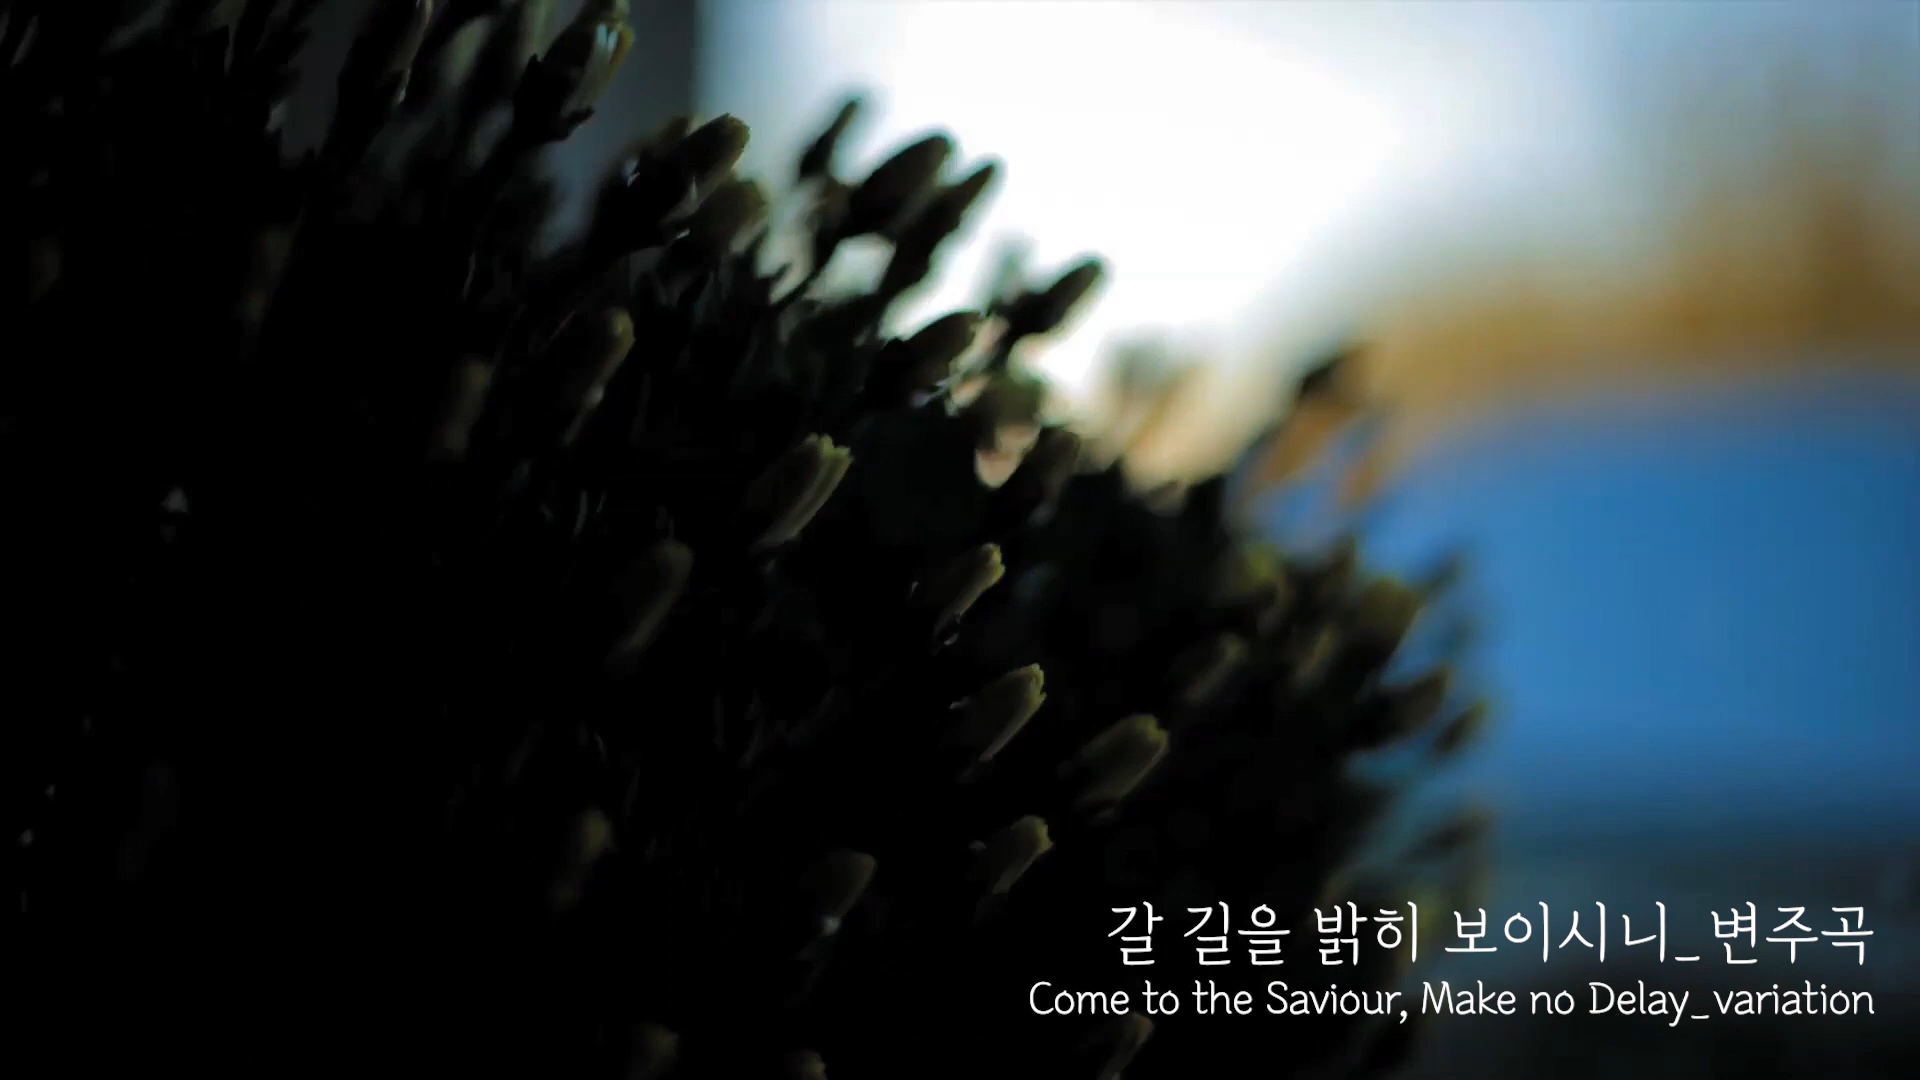 갈 길을 밝히 보이시니_변주곡
Come to the Saviour, Make no Delay_variation